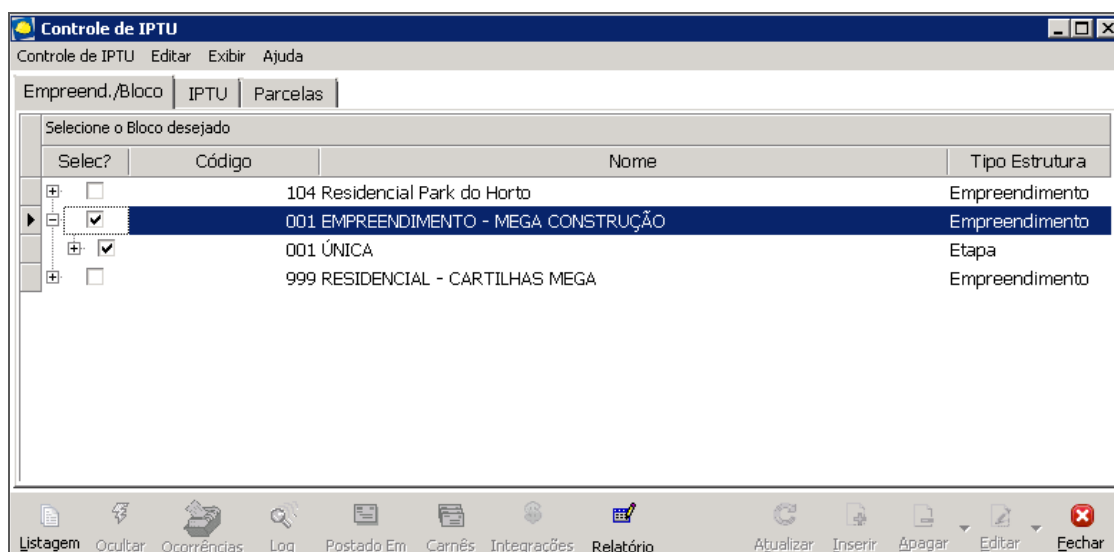 Controle de IPTU
Controle de IPTU Editar Exibir Ajuda
Empreend./Bloco IPTU Parcelas
Selecione o Bloco desejado
Selec? Código Nome Tipo Estrutura
104 Residencial Park do Horto Empreendimento
001 EMPREENDIMENTO - MEGA CONSTRUÇÃO Empreendimento
001 ÚNICA Etapa
999 RESIDENCIAL - CARTILHAS MEGA Empreendimento
Listagem Ocultar Ocorrências Log Postado Em Carnês Integrações Relatório Atualizar Inserir Apagar Editar Fechar